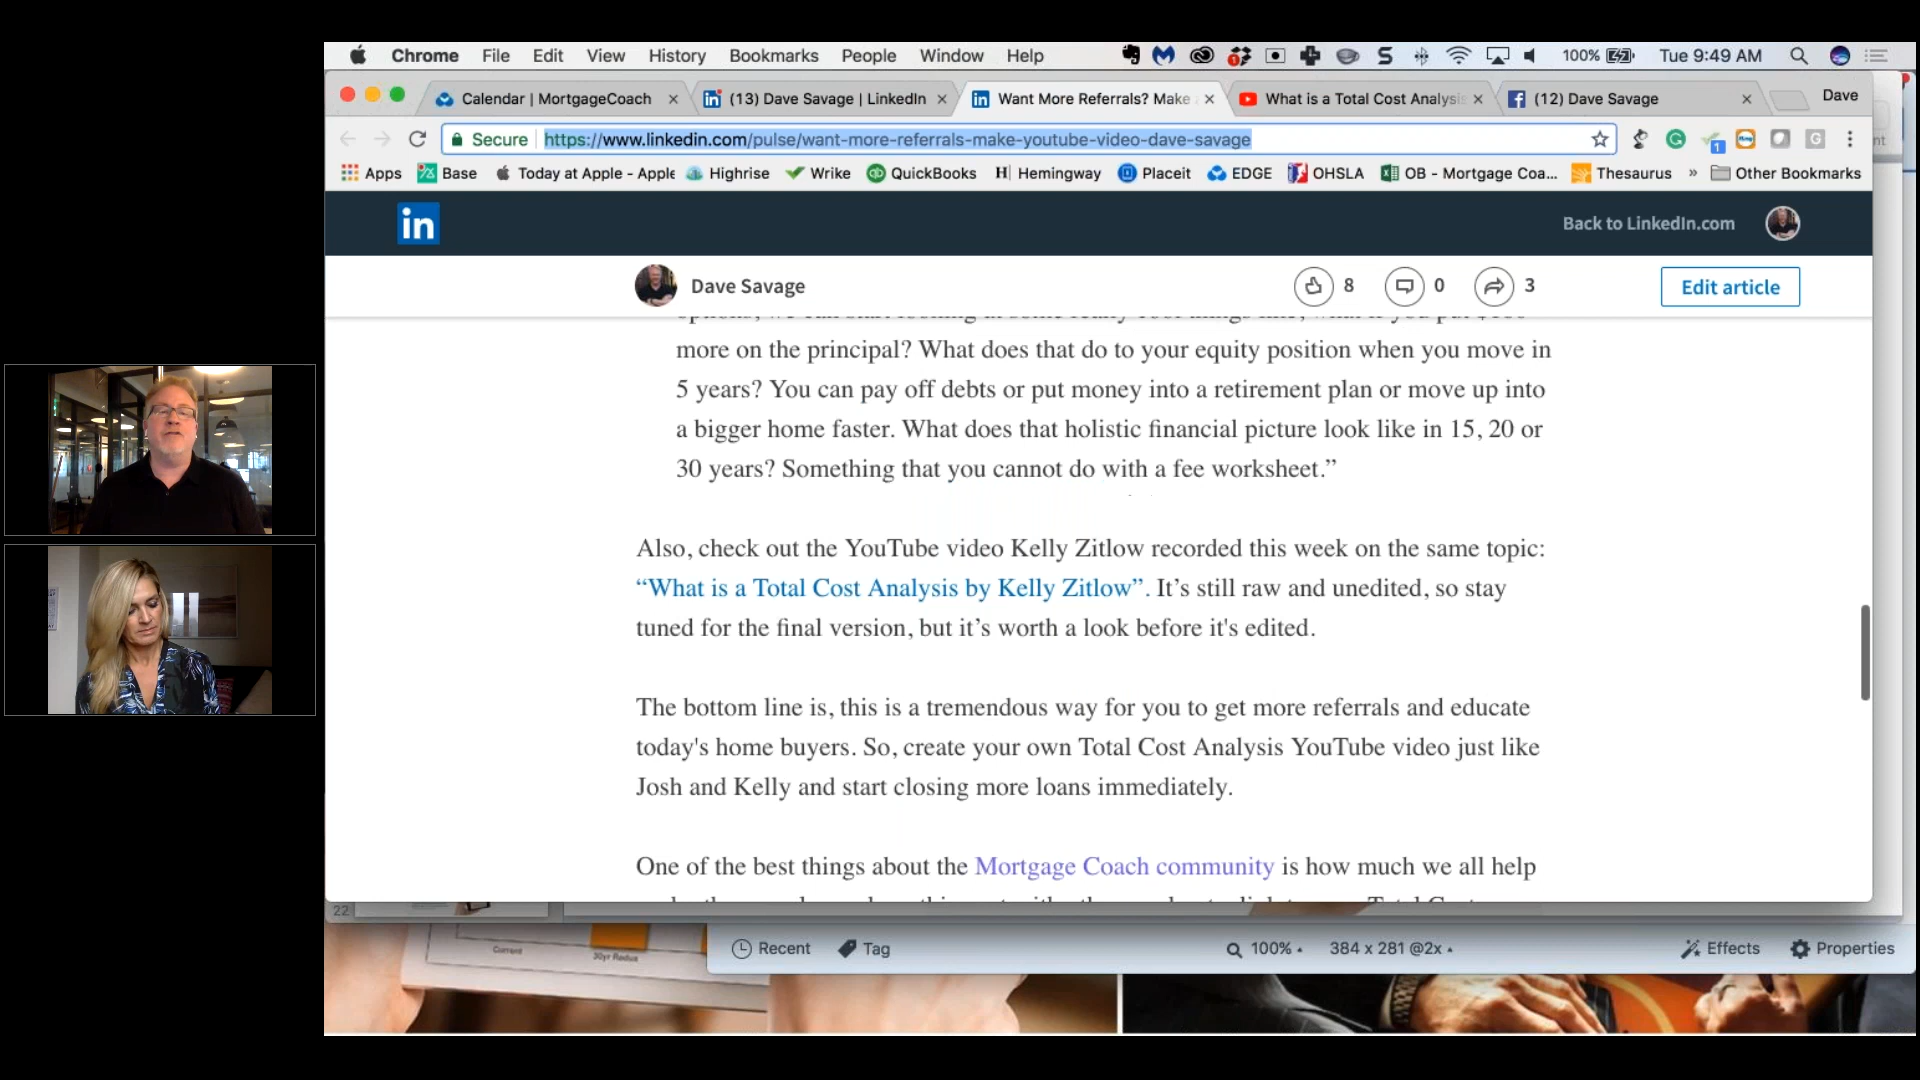 Chrome File Edit View History Bookmarks People Window Help 100% Tue 9:49 AM
Calendar | MortgageCoach (13) Dave Savage | LinkedIn Want More Referrals? Make What is a Total Cost Analysis (12) Dave Savage Dave
Secure https://www.linkedin.com/pulse/want-more-referrals-make-youtube-video-dave-savage
Apps Base Today at Apple - Apple Highrise Wrike QuickBooks Hemingway Placeit EDGE OHSLA OB - Mortgage Coa... Thesaurus » Other Bookmarks
in Back to LinkedIn.com
Dave Savage 8 0 3 Edit article
more on the principal? What does that do to your equity position when you move in
5 years? You can pay off debts or put money into a retirement plan or move up into
a bigger home faster. What does that holistic financial picture look like in 15, 20 or
30 years? Something that you cannot do with a fee worksheet.”
Also, check out the YouTube video Kelly Zitlow recorded this week on the same topic:
“What is a Total Cost Analysis by Kelly Zitlow”. It’s still raw and unedited, so stay
tuned for the final version, but it’s worth a look before it's edited.
The bottom line is, this is a tremendous way for you to get more referrals and educate
today's home buyers. So, create your own Total Cost Analysis YouTube video just like
Josh and Kelly and start closing more loans immediately.
One of the best things about the Mortgage Coach community is how much we all help
22
Recent Tag 100% 384 x 281 @2x Effects Properties
Current 30yr Redux